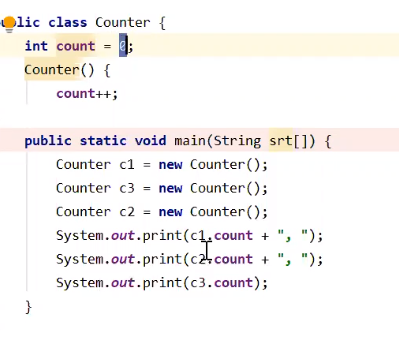 public class Counter {
int count = 0;
Counter() {
count++;
public static void main(String srt[]) {
Counter c1 = new Counter();
Counter c3 = new Counter();
Counter c2 = new Counter();
System.out.print(c1.count + ", ");
System.out.print(c2.count + ", ");
System.out.print(c3.count);
}